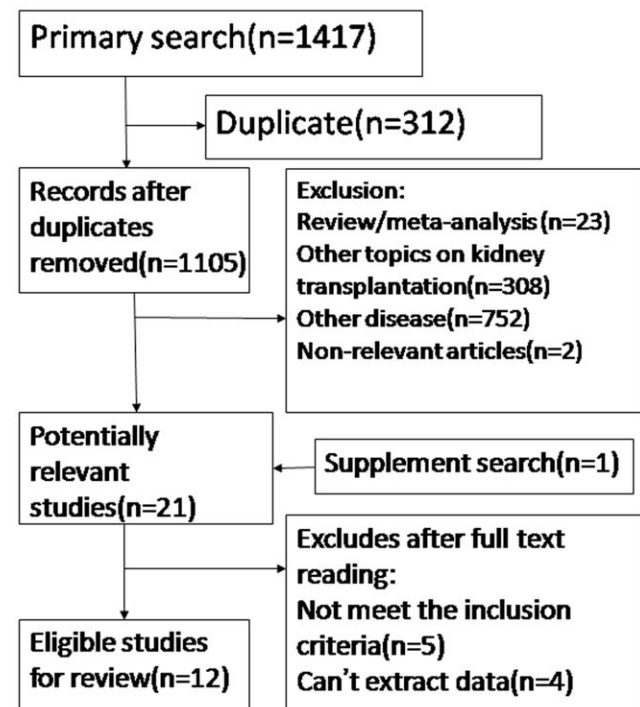 Primary search(n=1417)
Duplicate(n=312)
Records after
duplicates
removed(n=1105)
Exclusion:
Review/meta-analysis(n=23)
Other topics on kidney
transplantation(n=308)
Other disease(n=752)
Non-relevant articles(n=2)
Potentially
relevant
studies(n=21)
Supplement search(n=1)
Excludes after full text
reading:
Not meet the inclusion
criteria(n=5)
Can't extract data(n=4)
Eligible studies
for review(n=12)